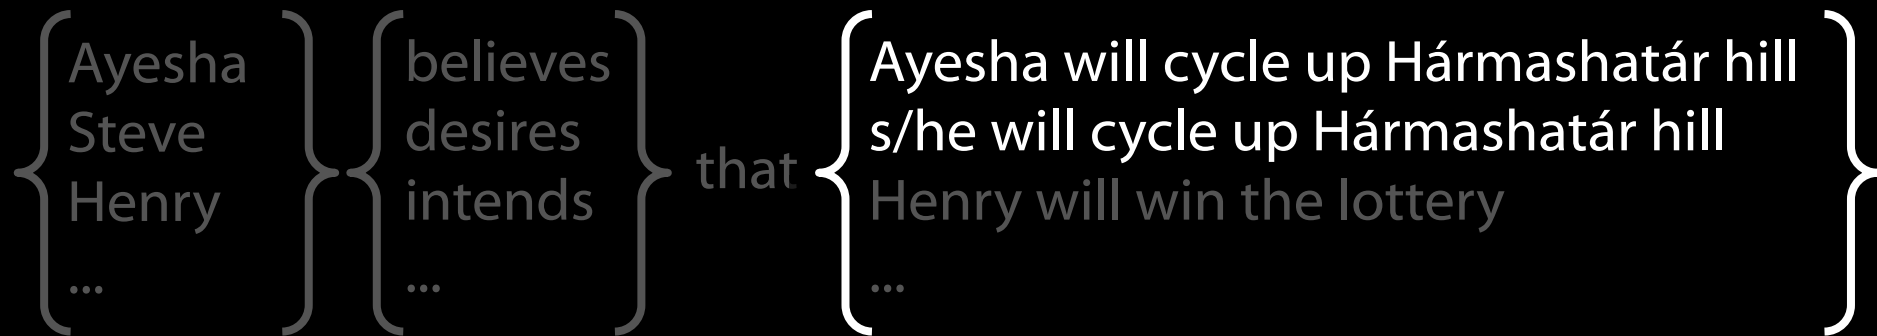 Ayesha
Steve
Henry
...
believes
desires
intends
...
that
Ayesha will cycle up Hármashatár hill
s/he will cycle up Hármashatár hill
Henry will win the lottery
...